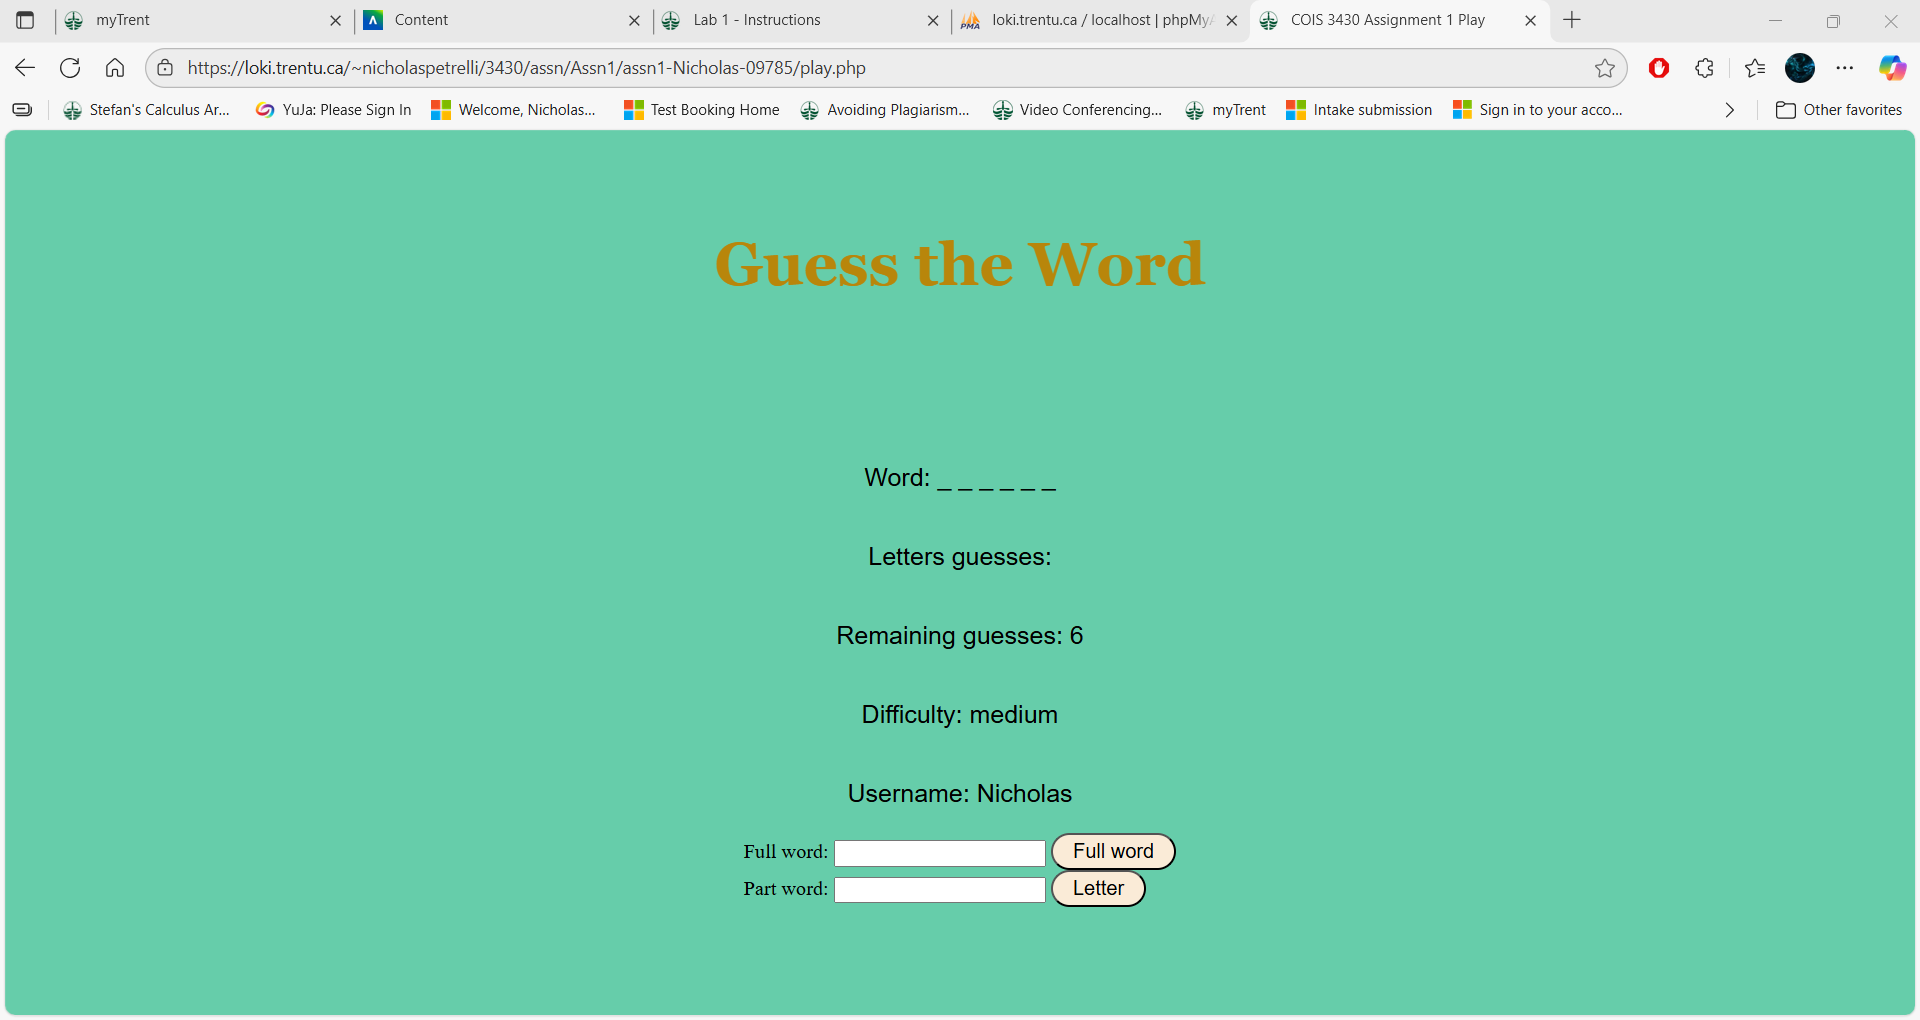 myTrent
Content
Lab 1 - Instructions
loki.trentu.ca / localhost | phpMyA
COIS 3430 Assignment 1 Play
https://loki.trentu.ca/~nicholaspetrelli/3430/assn/Assn1/assn1-Nicholas-09785/play.php
Stefan's Calculus Ar...
YuJa: Please Sign In
Welcome, Nicholas...
Test Booking Home
Avoiding Plagiarism...
Video Conferencing...
myTrent
Intake submission
Sign in to your acco...
Other favorites
Guess the Word
Word: _ _ _ _ _ _
Letters guesses:
Remaining guesses: 6
Difficulty: medium
Username: Nicholas
Full word: Full word
Part word: Letter